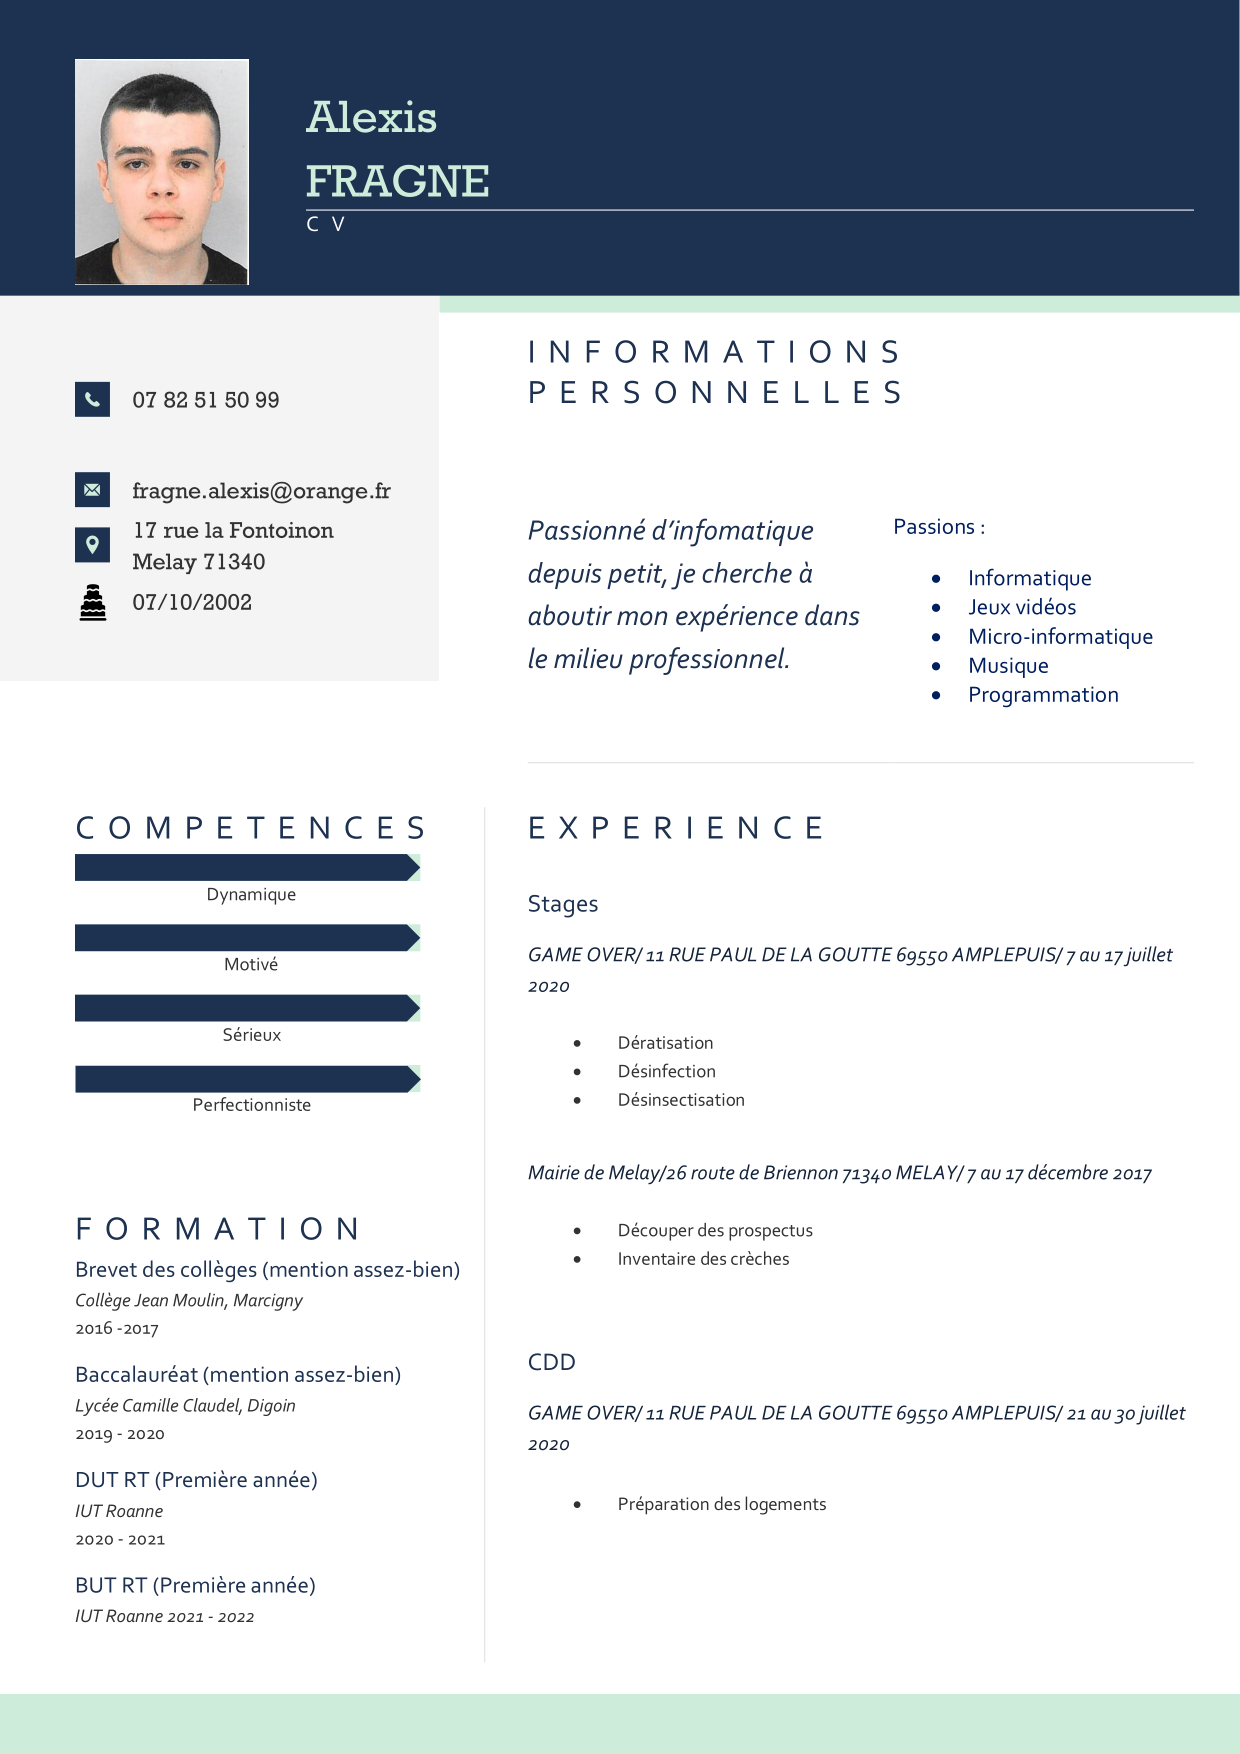 Alexis
FRAGNE
C V
07 82 51 50 99
fragne.alexis@orange.fr
17 rue la Fontoinon
Melay 71340
07/10/2002
INFORMATIONS
PERSONNELLES
Passionné d’infomatique
depuis petit, je cherche à
aboutir mon expérience dans
le milieu professionnel.
Passions :
• Informatique
• Jeux vidéos
• Micro-informatique
• Musique
• Programmation
COMPETENCES
Dynamique
Motivé
Sérieux
Perfectionniste
FORMATION
Brevet des collèges (mention assez-bien)
Collège Jean Moulin, Marcigny
2016 -2017
Baccalauréat (mention assez-bien)
Lycée Camille Claudel, Digoin
2019 - 2020
DUT RT (Première année)
IUT Roanne
2020 - 2021
BUT RT (Première année)
IUT Roanne 2021 - 2022
EXPERIENCE
Stages
GAME OVER/ 11 RUE PAUL DE LA GOUTTE 69550 AMPLEPUIS/ 7 au 17 juillet
2020
• Dératisation
• Désinfection
• Désinsectisation
Mairie de Melay/26 route de Briennon 71340 MELAY/ 7 au 17 décembre 2017
• Découper des prospectus
• Inventaire des crèches
CDD
GAME OVER/ 11 RUE PAUL DE LA GOUTTE 69550 AMPLEPUIS/ 21 au 30 juillet
2020
• Préparation des logements